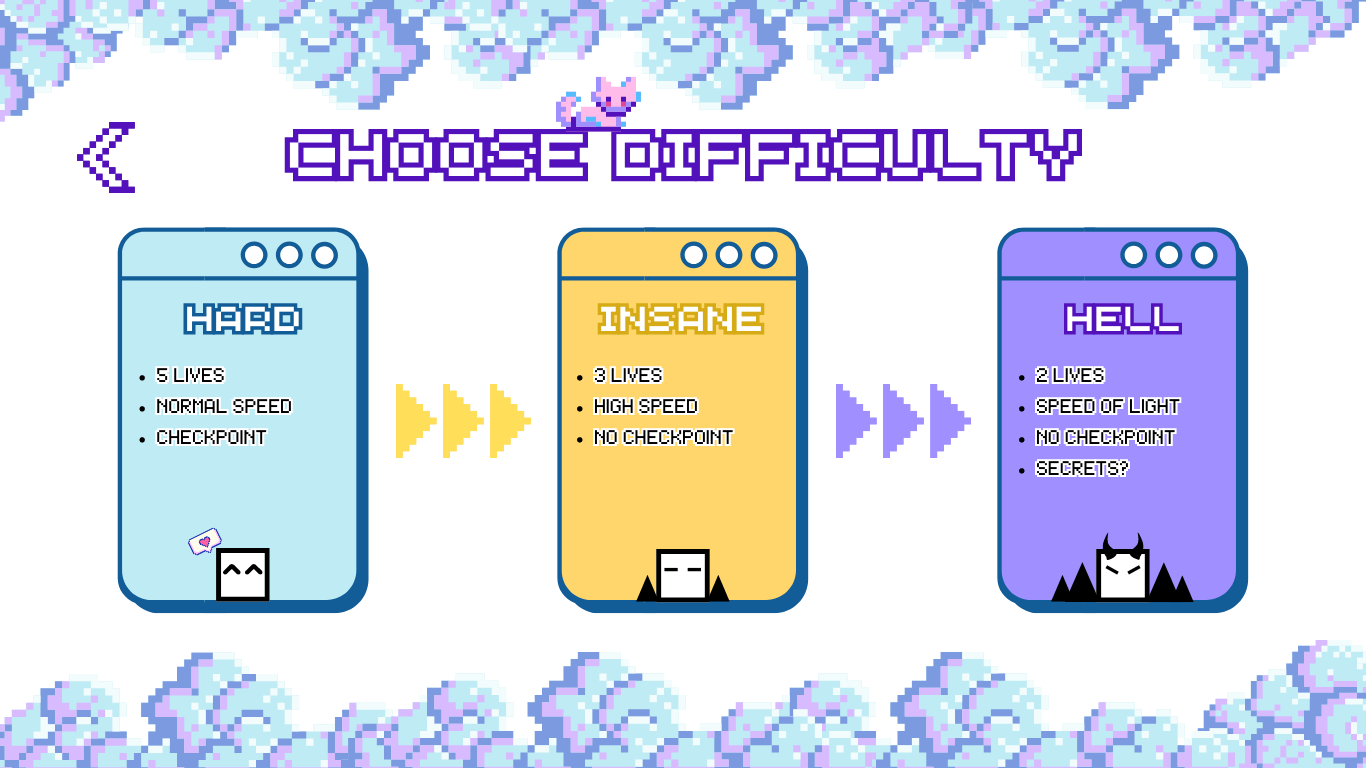 CHOOSE DIFFICULTY
HARD
5 LIVES
NORMAL SPEED
CHECKPOINT
INSANE
3 LIVES
HIGH SPEED
NO CHECKPOINT
HELL
2 LIVES
SPEED OF LIGHT
NO CHECKPOINT
SECRETS?